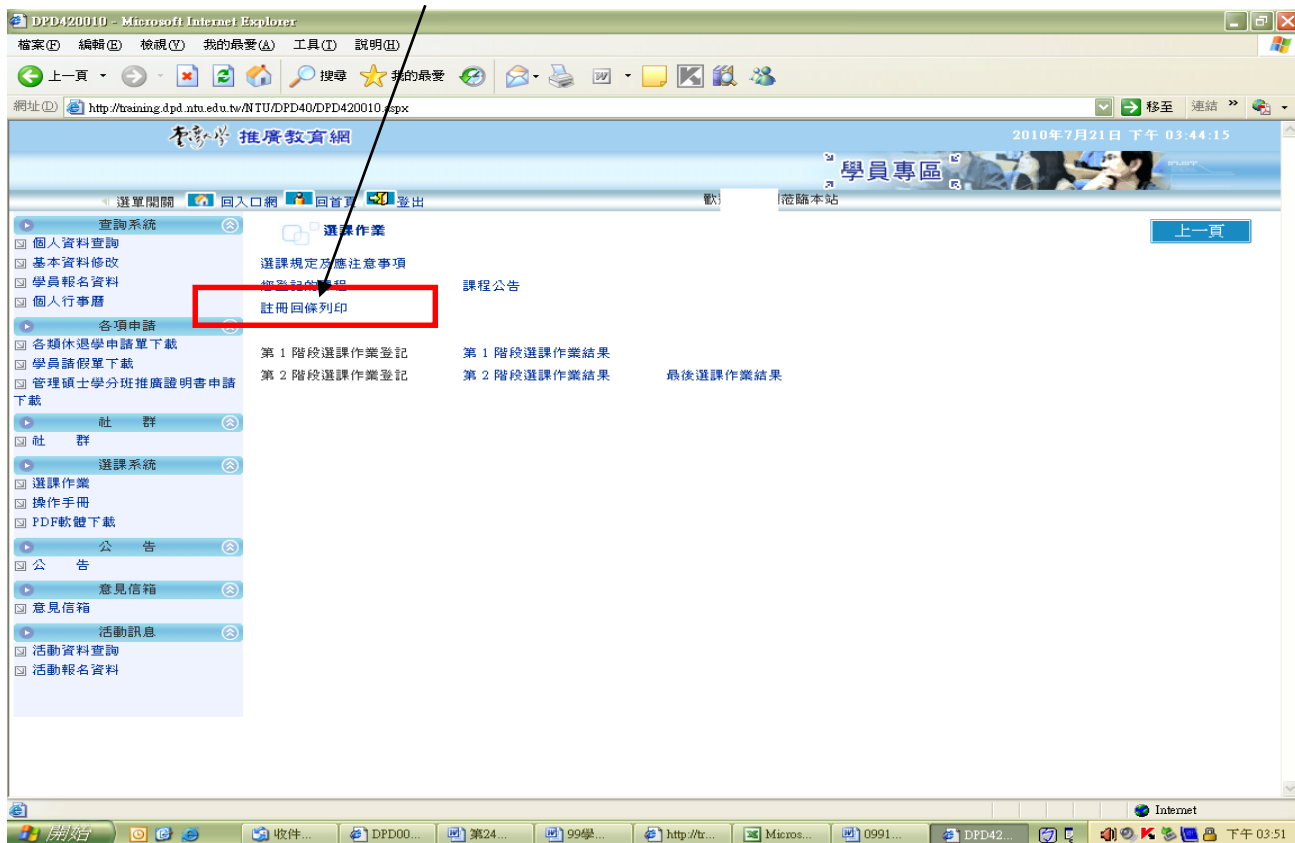 DPD420010 - Microsoft Internet Explorer
檔案(F) 編輯(E) 檢視(V) 我的最愛(A) 工具(T) 說明(H)
上一頁 搜尋 我的最愛
網址(D) http://training.dpd.ntu.edu.tw/NTU/DPD40/DPD420010.aspx 移至 連結 »
推廣教育網 2010年7月21日 下午 03:44:15
學員專區
選單開關 回入口網 回首頁 登出 歡 蒞臨本站
查詢系統
個人資料查詢
基本資料修改
學員報名資料
個人行事曆
各項申請
各類休退學申請單下載
學員請假單下載
管理碩士學分班推廣證明書申請
下載
社 群
社 群
選課系統
選課作業
操作手冊
PDF軟體下載
公 告
公 告
意見信箱
意見信箱
活動訊息
活動資料查詢
活動報名資料
選課作業 上一頁
選課規定及應注意事項
您登記的課程 課程公告
註冊回條列印
第 1 階段選課作業登記 第 1 階段選課作業結果
第 2 階段選課作業登記 第 2 階段選課作業結果 最後選課作業結果
Internet
開始 收件... DPD00... 第24... 99學... http://tr... Micros... 0991... DPD42... 下午 03:51